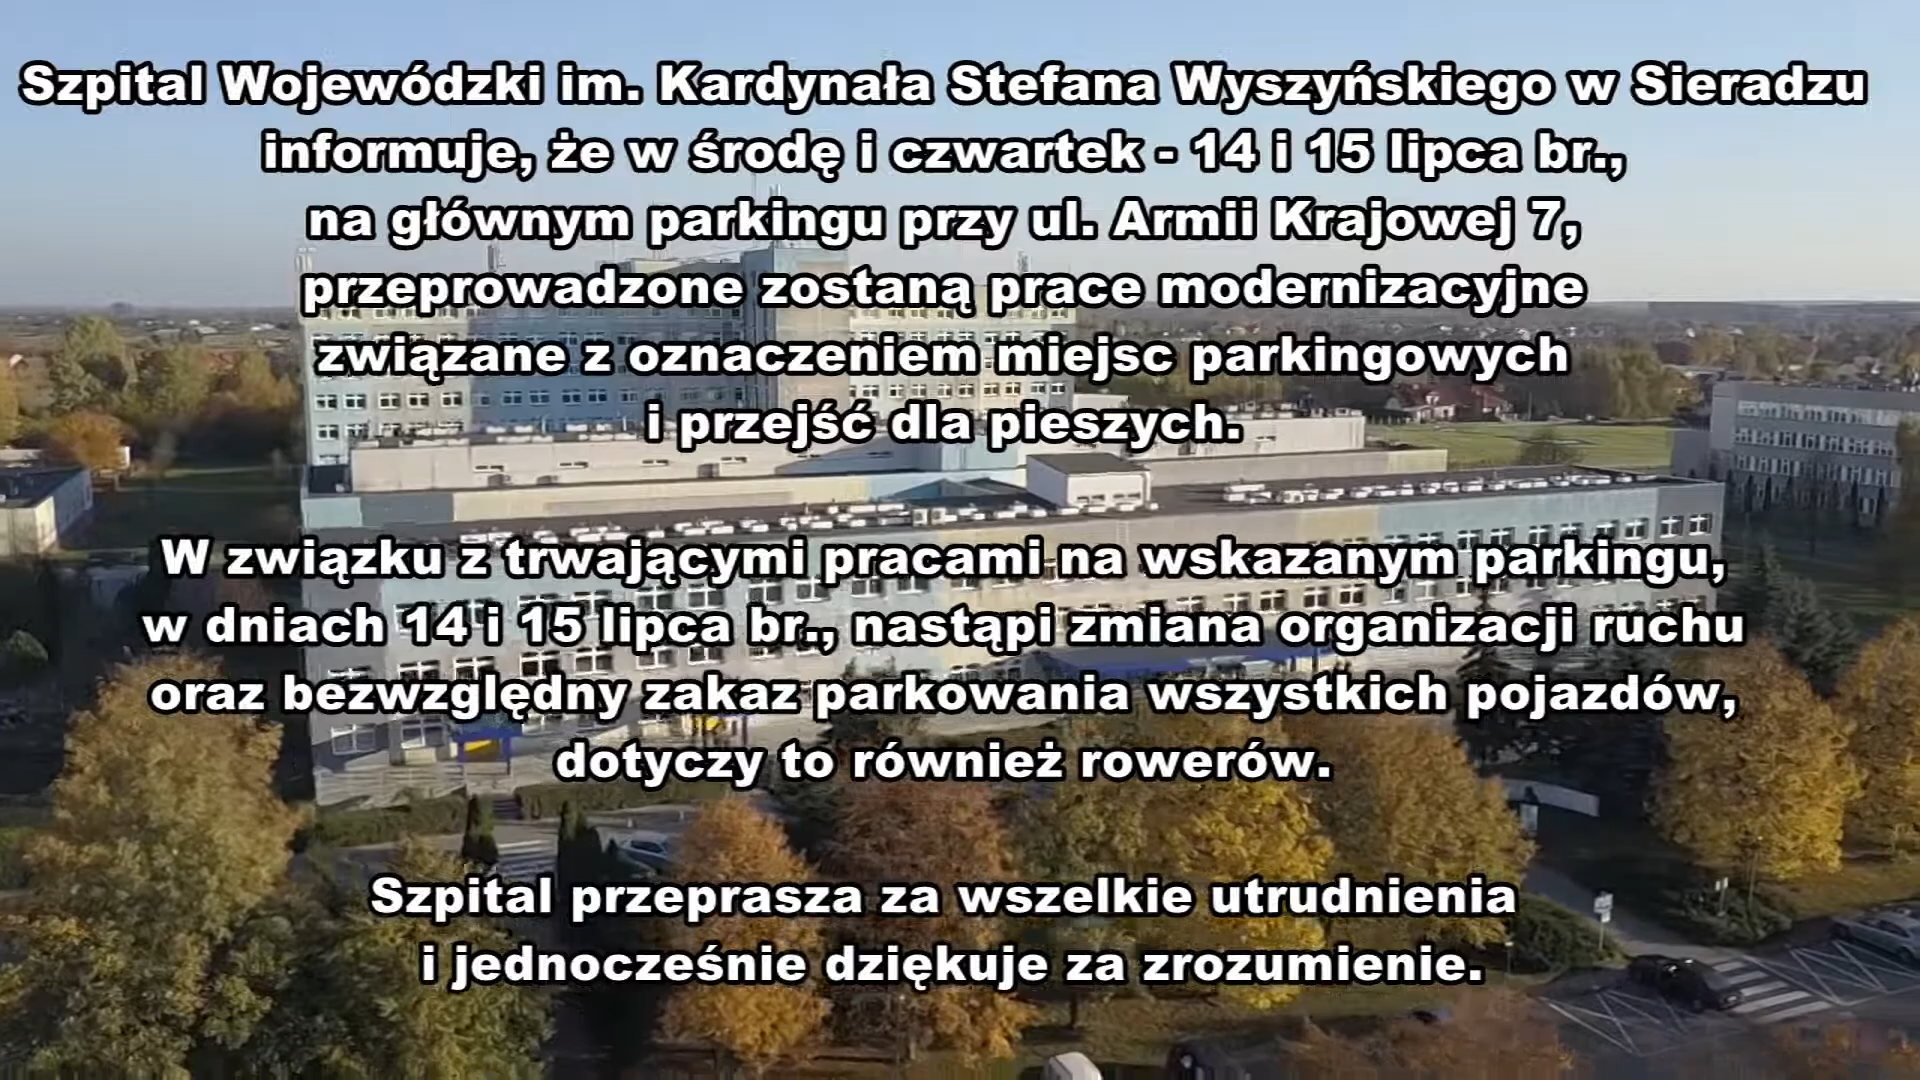 Szpital Wojewódzki im. Kardynała Stefana Wyszyńskiego w Sieradzu
informuje, że w środę i czwartek - 14 i 15 lipca br.,
na głównym parkingu przy ul. Armii Krajowej 7,
przeprowadzone zostaną prace modernizacyjne
związane z oznaczeniem miejsc parkingowych
i przejść dla pieszych.
W związku z trwającymi pracami na wskazanym parkingu,
w dniach 14 i 15 lipca br., nastąpi zmiana organizacji ruchu
oraz bezwzględny zakaz parkowania wszystkich pojazdów,
dotyczy to również rowerów.
Szpital przeprasza za wszelkie utrudnienia
i jednocześnie dziękuje za zrozumienie.